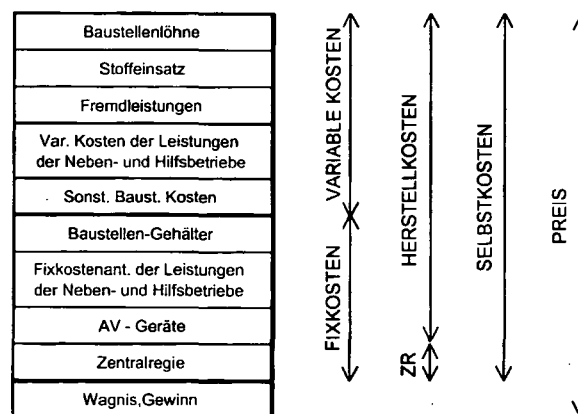 Baustellenlöhne
Stoffeinsatz
Fremdleistungen
Var. Kosten der Leistungen
der Neben- und Hilfsbetriebe
Sonst. Baust. Kosten
Baustellen-Gehälter
Fixkostenant. der Leistungen
der Neben- und Hilfsbetriebe
AV - Geräte
Zentralregie
Wagnis,Gewinn
VARIABLE KOSTEN
FIXKOSTEN
HERSTELLKOSTEN
ZR
SELBSTKOSTEN
PREIS